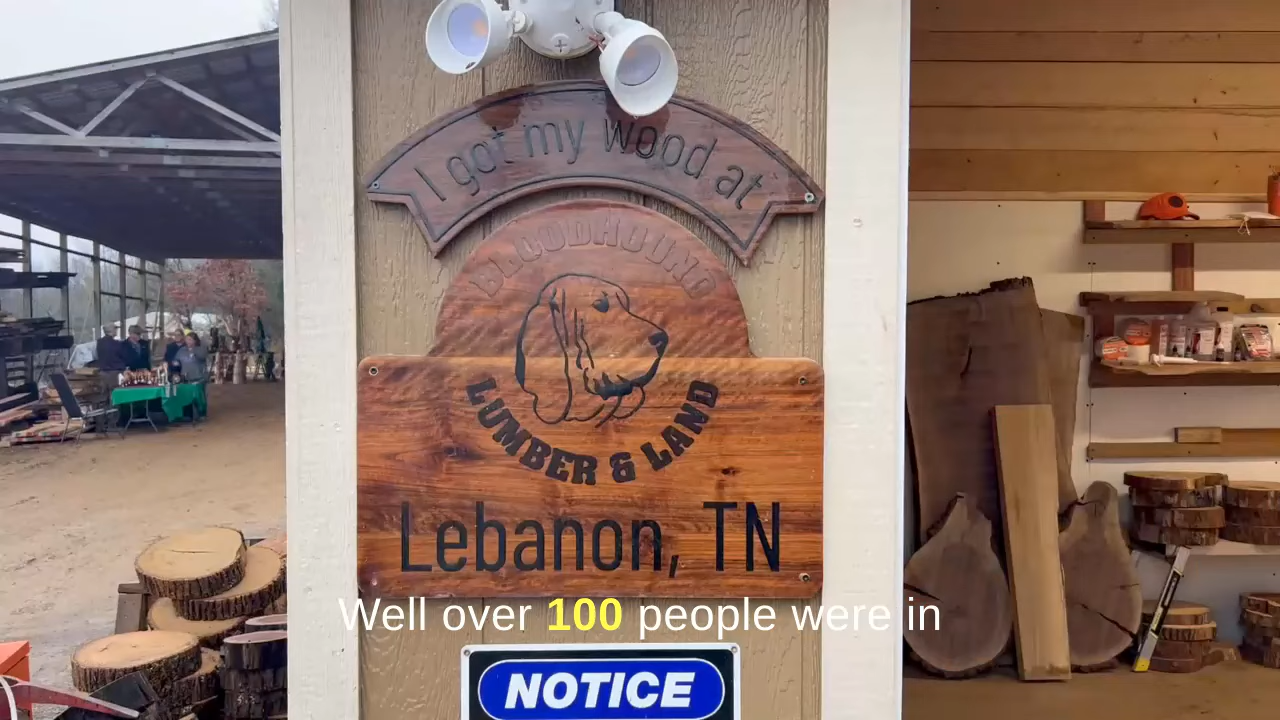 I got my wood at
BLOODHOUND
LUMBER & LAND
Lebanon, TN
Well over 100 people were in
NOTICE